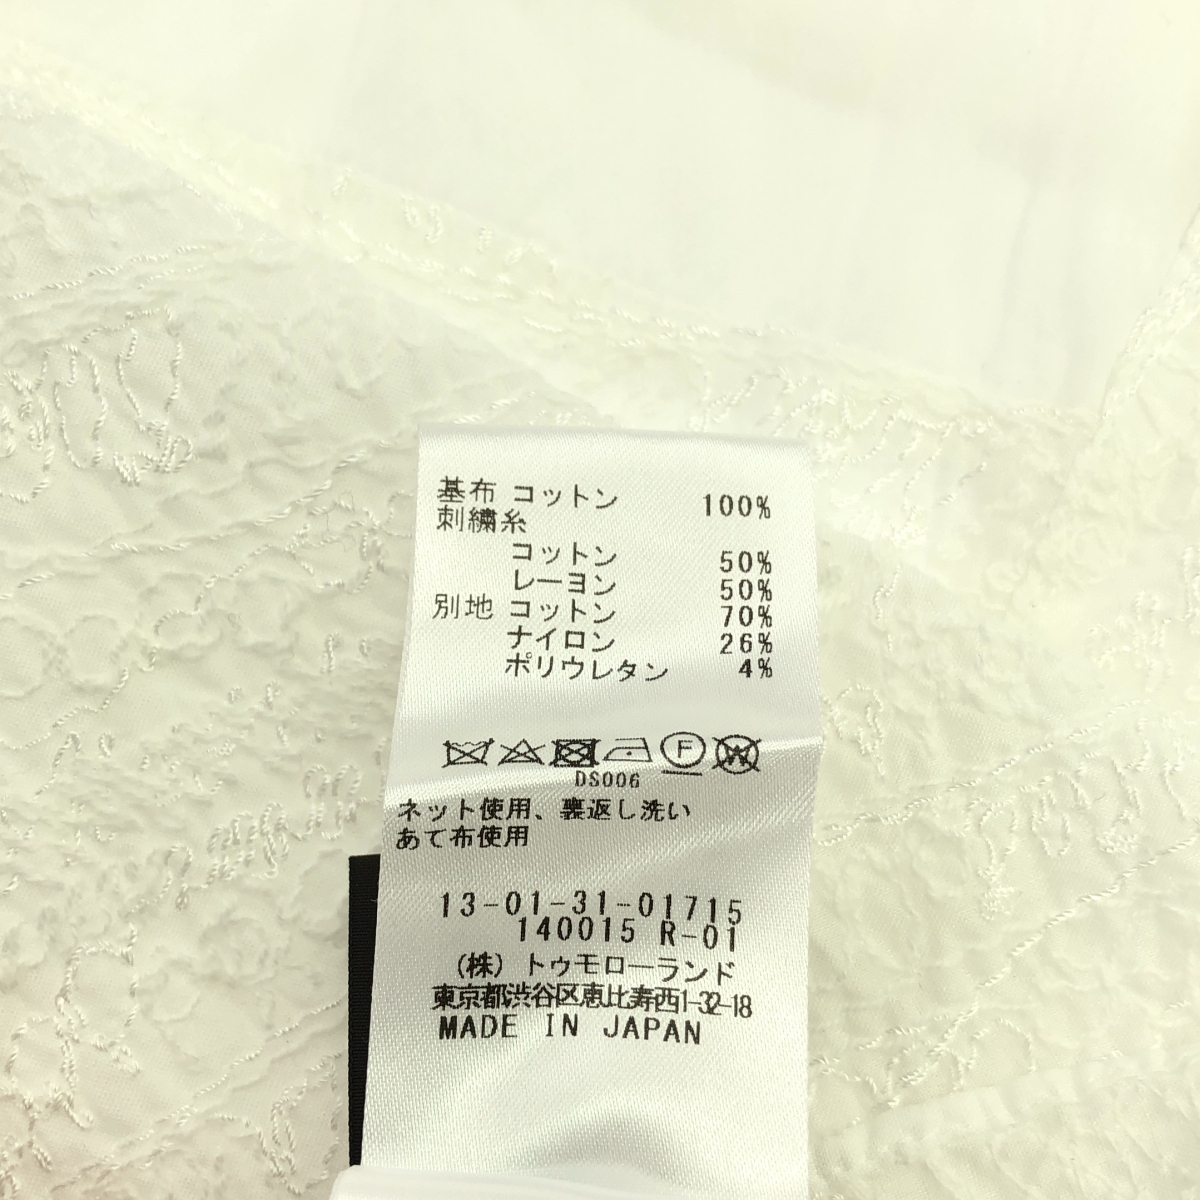 基布 コットン 100%
刺繍糸
コットン 50%
レーヨン 50%
別地 コットン 70%
ナイロン 26%
ポリウレタン 4%
F W
DS006
ネット使用、裏返し洗い
あて布使用
13-01-31-01715
140015 R-01
(株) トゥモローランド
東京都渋谷区恵比寿西1-32-18
MADE IN JAPAN